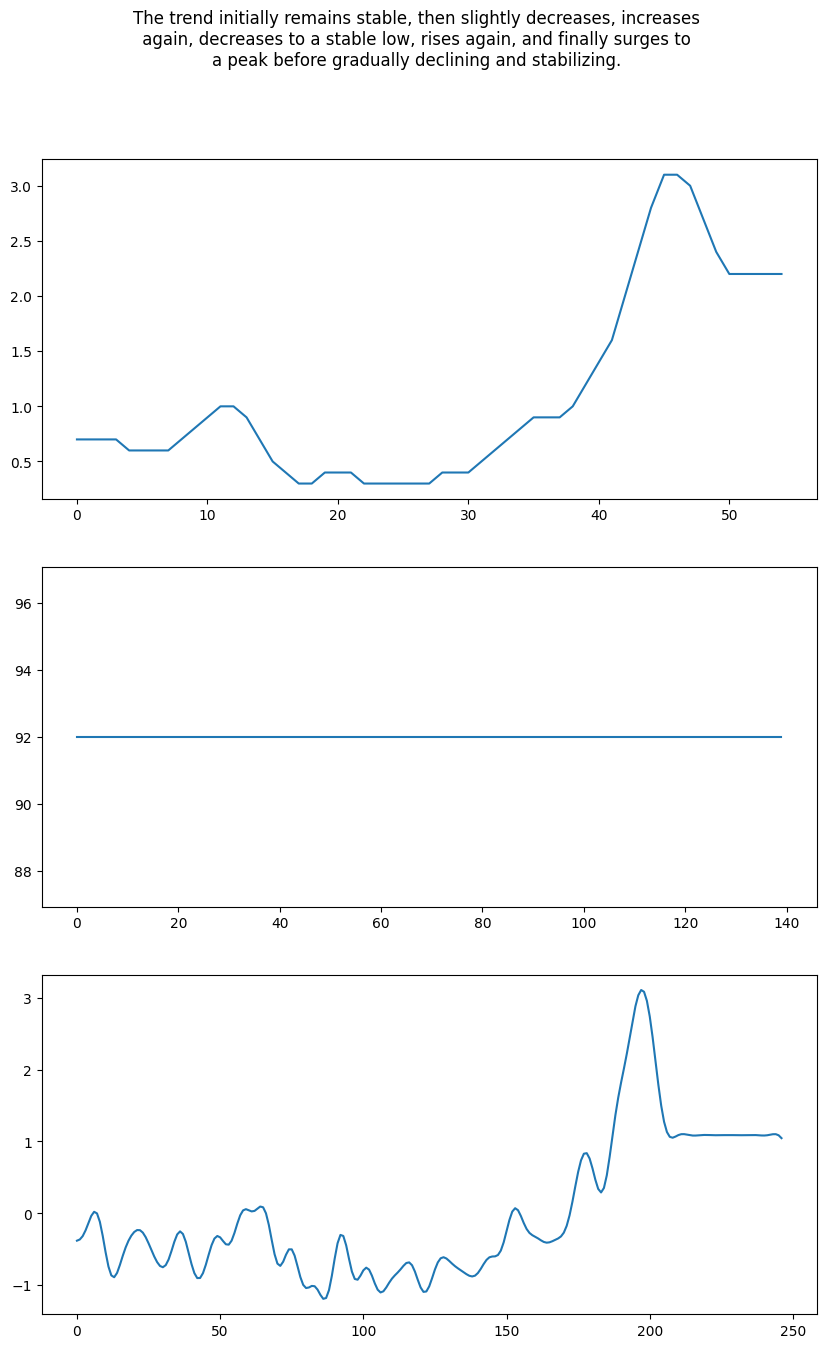 The trend initially remains stable, then slightly decreases, increases
again, decreases to a stable low, rises again, and finally surges to
a peak before gradually declining and stabilizing.
3.0
2.5
2.0
1.5
1.0
0.5
0 10 20 30 40 50
96
94
92
90
88
0 20 40 60 80 100 120 140
3
2
1
0
−1
0 50 100 150 200 250